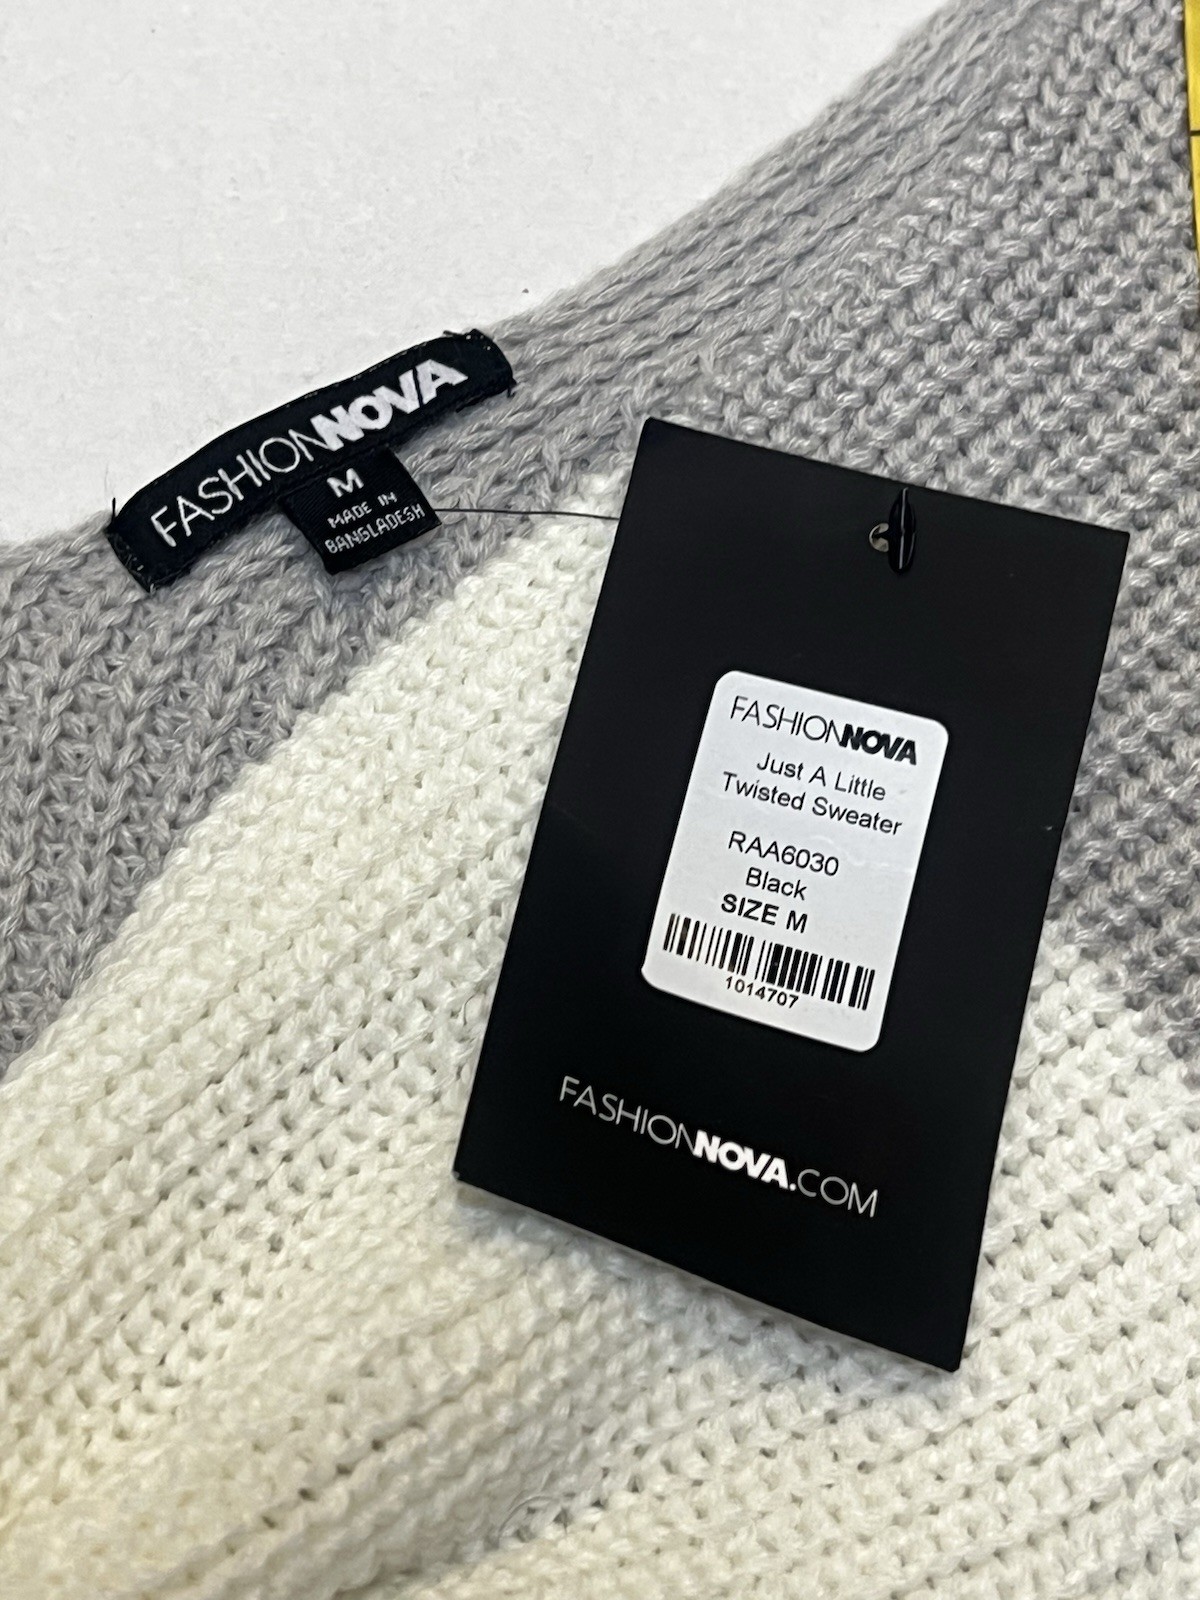 FASHIONNOVA
M
MADE IN
BANGLADESH
FASHIONNOVA
Just A Little
Twisted Sweater
RAA6030
Black
SIZE M
1014707
FASHIONNOVA.COM